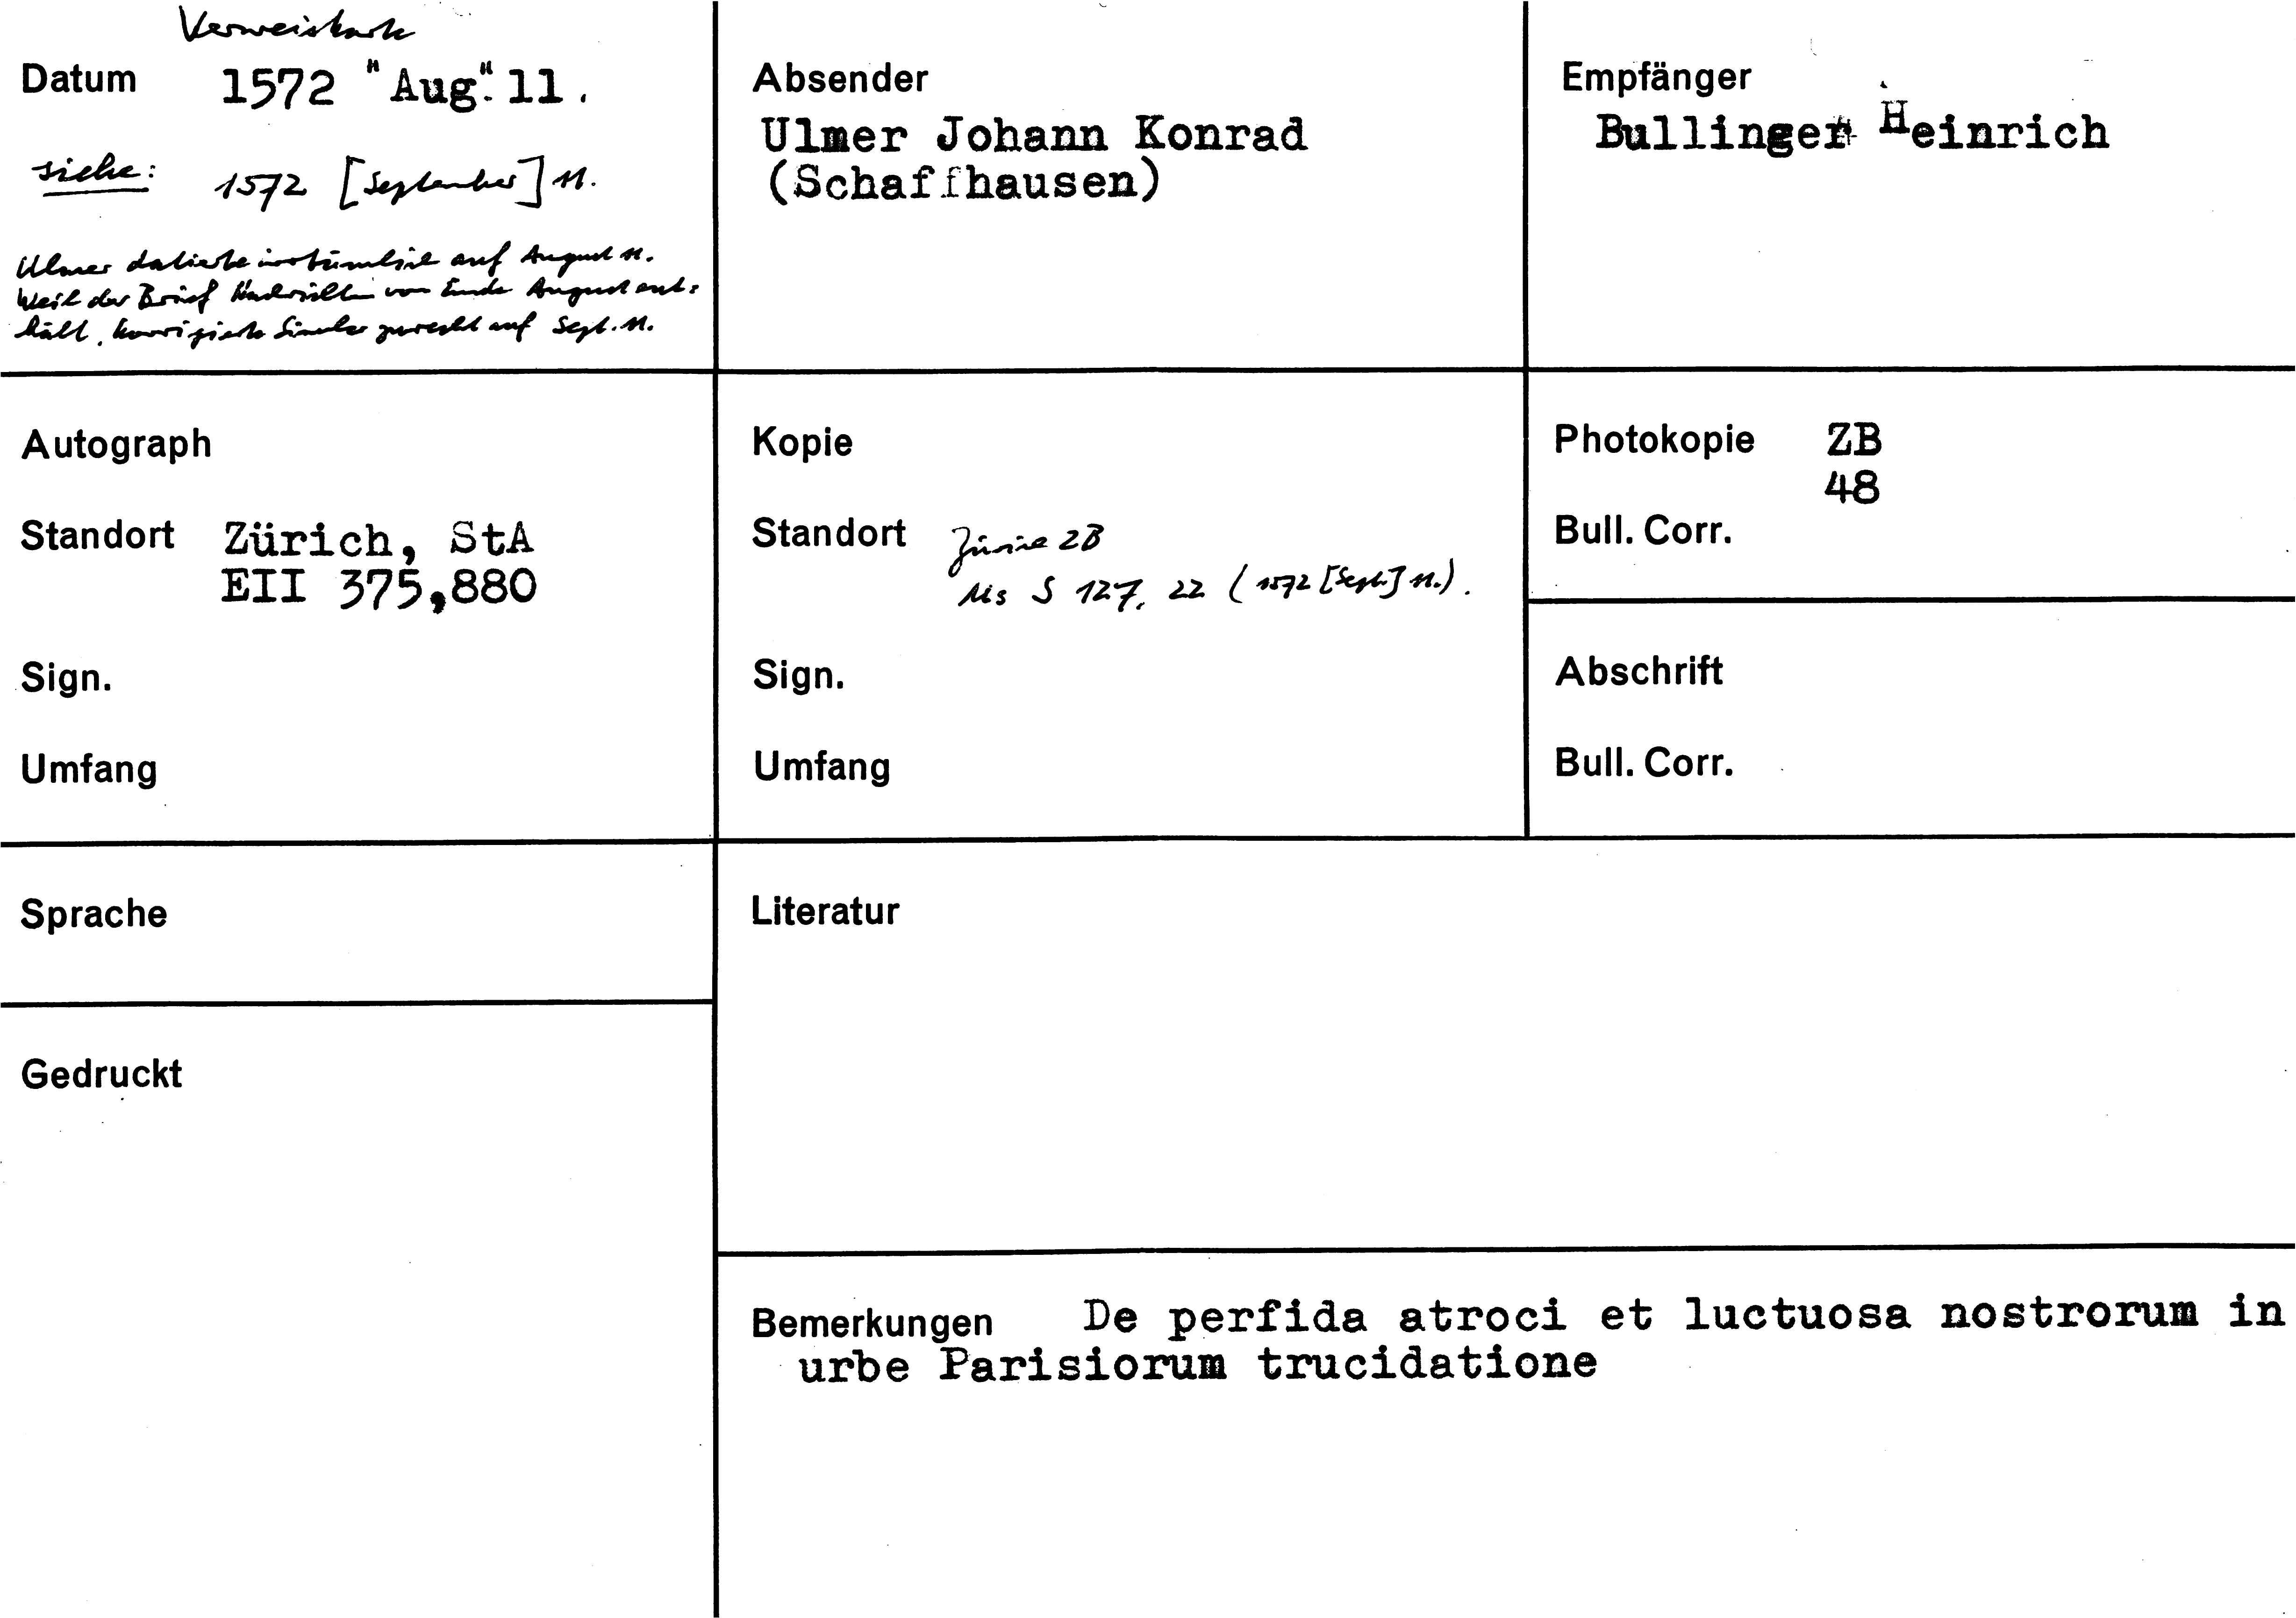 Verweiskarte
Datum 1572 "Aug." 11.
siehe: 1572 [September] 11.
Ulmer datierte irrtümlich auf August 11.
Weil der Brief Nachrichten von Ende August ent=
hält, korrigierte Simler zurecht auf Sept. 11.
Absender
Ulmer Johann Konrad
(Schaffhausen)
Empfänger
Bullinger Heinrich
Autograph
Standort Zürich, StA
EII 375,880
Sign.
Umfang
Kopie
Standort Zürich ZB
Ms S 127, 22 (1572 [Sept.] 11.).
Sign.
Umfang
Photokopie ZB
48
Bull. Corr.
Abschrift
Bull. Corr.
Sprache
Literatur
Gedruckt
Bemerkungen De perfida atroci et luctuosa nostrorum in
urbe Parisiorum trucidatione